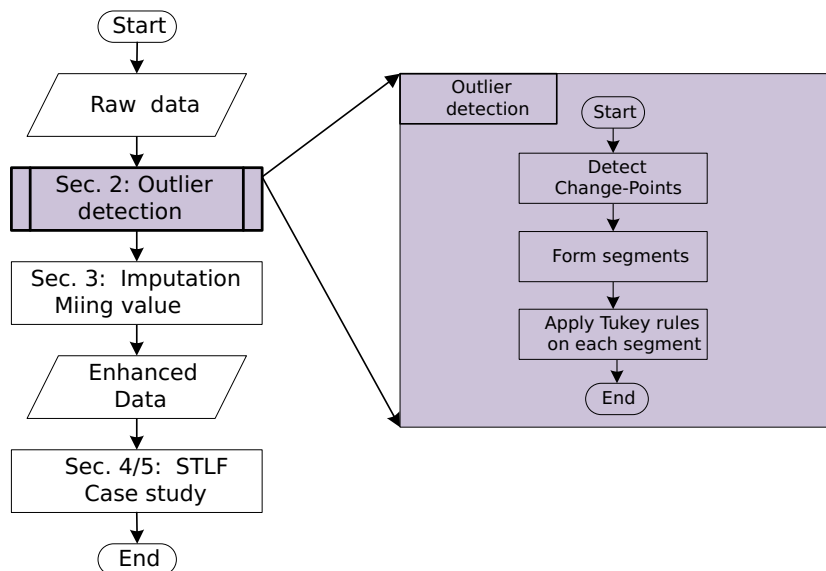 Start
Raw data
Sec. 2: Outlier
detection
Sec. 3: Imputation
Miing value
Enhanced
Data
Sec. 4/5: STLF
Case study
End
Outlier
detection
Start
Detect
Change-Points
Form segments
Apply Tukey rules
on each segment
End